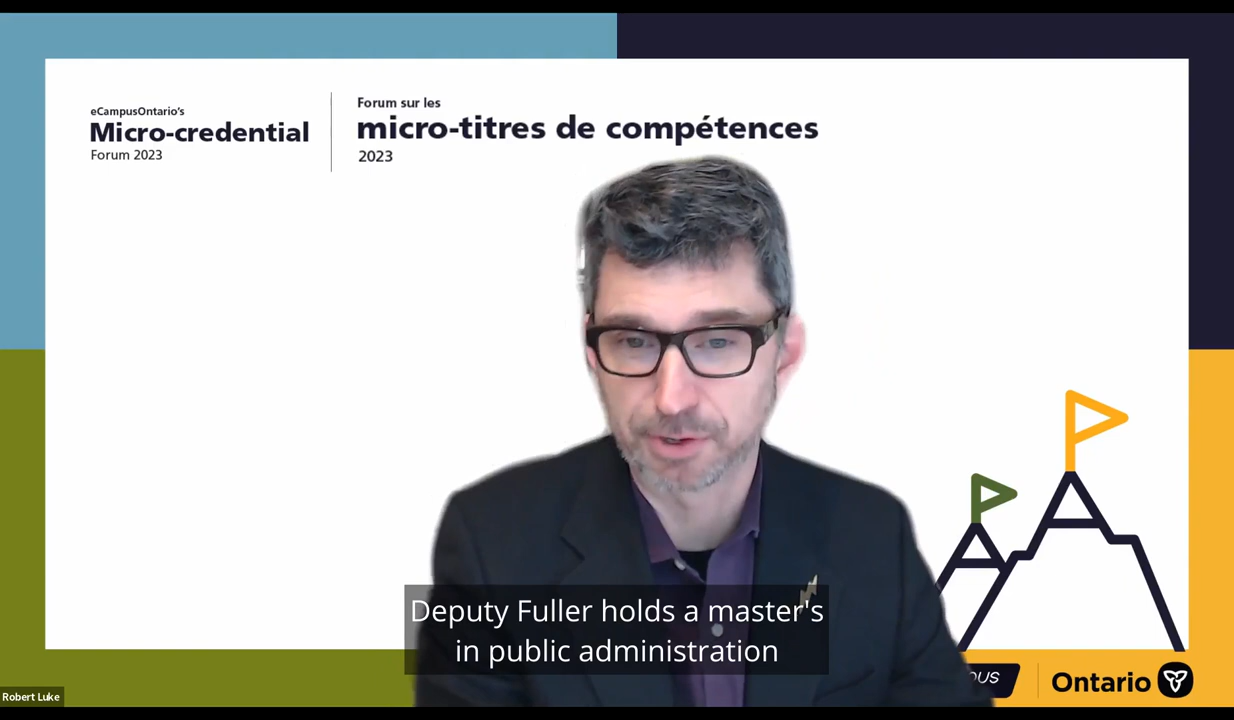 eCampusOntario's
Micro-credential
Forum 2023
Forum sur les
micro-titres de compétences
2023
Deputy Fuller holds a master's
in public administration
Robert Luke
Ontario